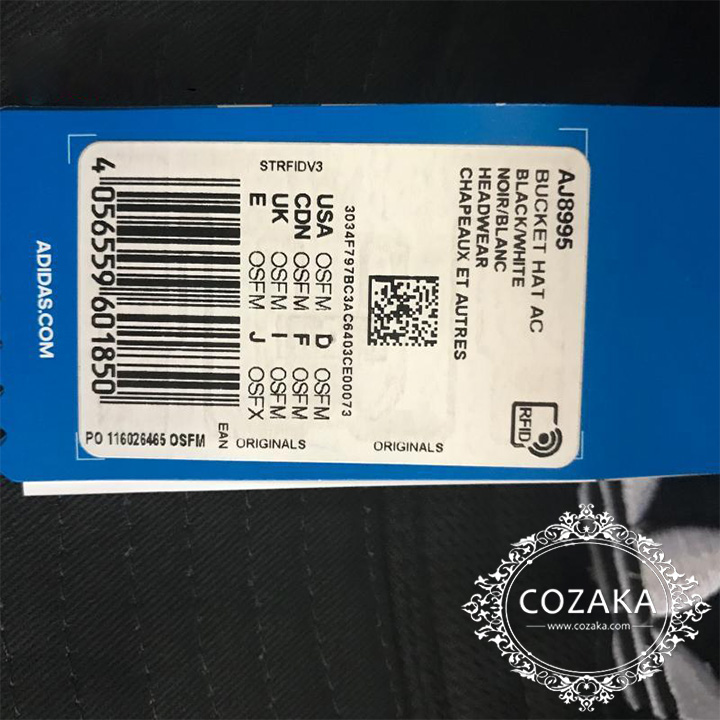 AJ8995
BUCKET HAT AC
BLACK/WHITE
NOIR/BLANC
HEADWEAR
CHAPEAUX ET AUTRES
RFID
3034F797BC3AC6403CE00073
ORIGINALS
USA OSFM D OSFM
CDN OSFM F OSFM
UK OSFM I OSFM
E OSFM J OSFX
ORIGINALS
STRFIDV3
EAN
4 056559 601850
PO 116026465 OSFM
ADIDAS.COM
COZAKA
www.cozaka.com